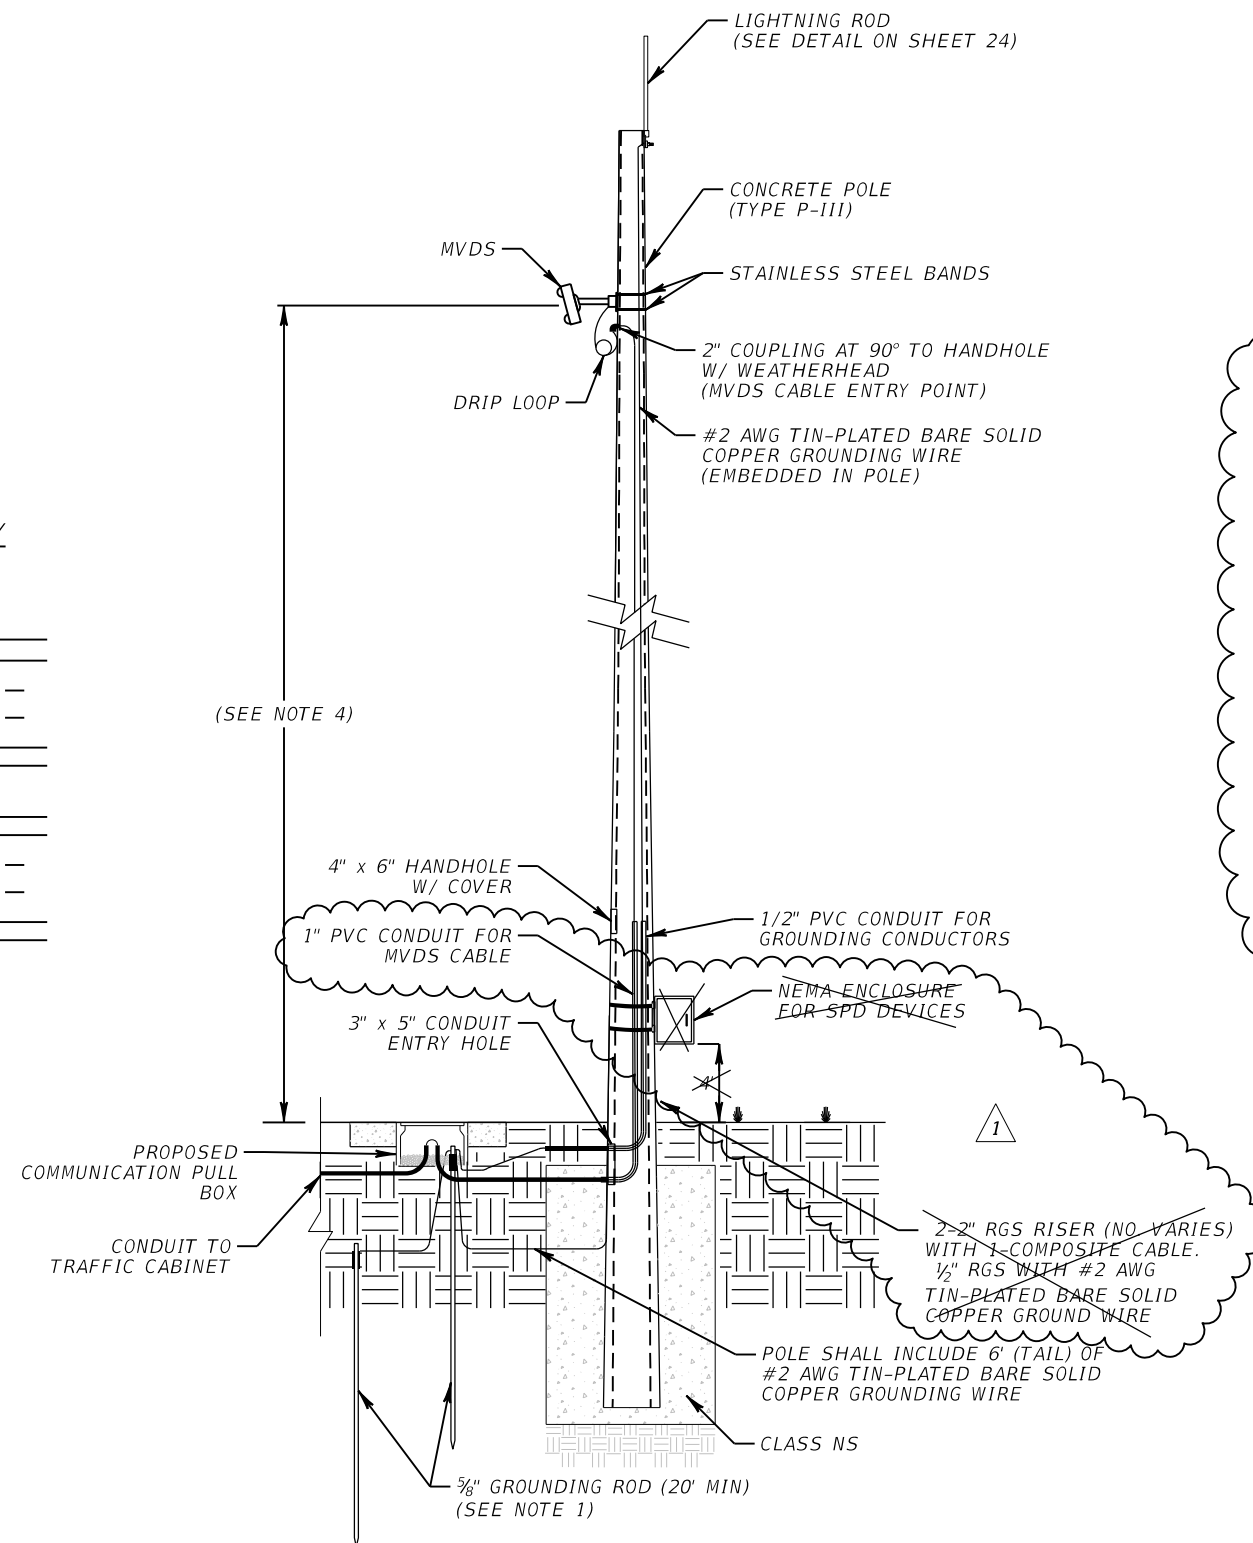 LIGHTNING ROD
(SEE DETAIL ON SHEET 24)
CONCRETE POLE
(TYPE P-III)
MVDS
STAINLESS STEEL BANDS
2" COUPLING AT 90° TO HANDHOLE
W/ WEATHERHEAD
(MVDS CABLE ENTRY POINT)
DRIP LOOP
#2 AWG TIN-PLATED BARE SOLID
COPPER GROUNDING WIRE
(EMBEDDED IN POLE)
(SEE NOTE 4)
4" x 6" HANDHOLE
W/ COVER
1" PVC CONDUIT FOR
MVDS CABLE
1/2" PVC CONDUIT FOR
GROUNDING CONDUCTORS
NEMA ENCLOSURE
FOR SPD DEVICES
3" x 5" CONDUIT
ENTRY HOLE
4'
1
PROPOSED
COMMUNICATION PULL
BOX
CONDUIT TO
TRAFFIC CABINET
2-2" RGS RISER (NO VARIES)
WITH 1-COMPOSITE CABLE.
½" RGS WITH #2 AWG
TIN-PLATED BARE SOLID
COPPER GROUND WIRE
POLE SHALL INCLUDE 6' (TAIL) OF
#2 AWG TIN-PLATED BARE SOLID
COPPER GROUNDING WIRE
CLASS NS
⅝" GROUNDING ROD (20' MIN)
(SEE NOTE 1)